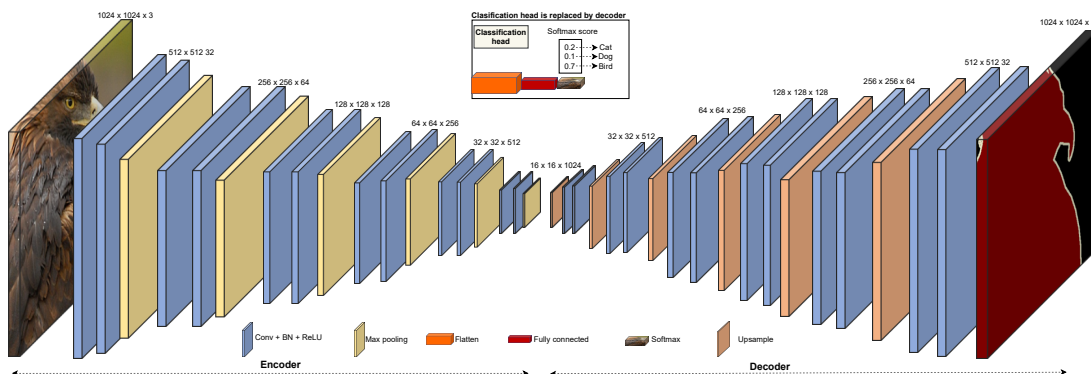 1024 x 1024 x 3
512 x 512 32
256 x 256 x 64
128 x 128 x 128
64 x 64 x 256
32 x 32 x 512
16 x 16 x 1024
Clasification head is replaced by decoder
Classification
head
Softmax score
0.2
Cat
0.1
Dog
0.7
Bird
32 x 32 x 512
64 x 64 x 256
128 x 128 x 128
256 x 256 x 64
512 x 512 32
1024 x 1024 x
Conv + BN + ReLU
Max pooling
Flatten
Fully connected
Softmax
Upsample
Encoder
Decoder